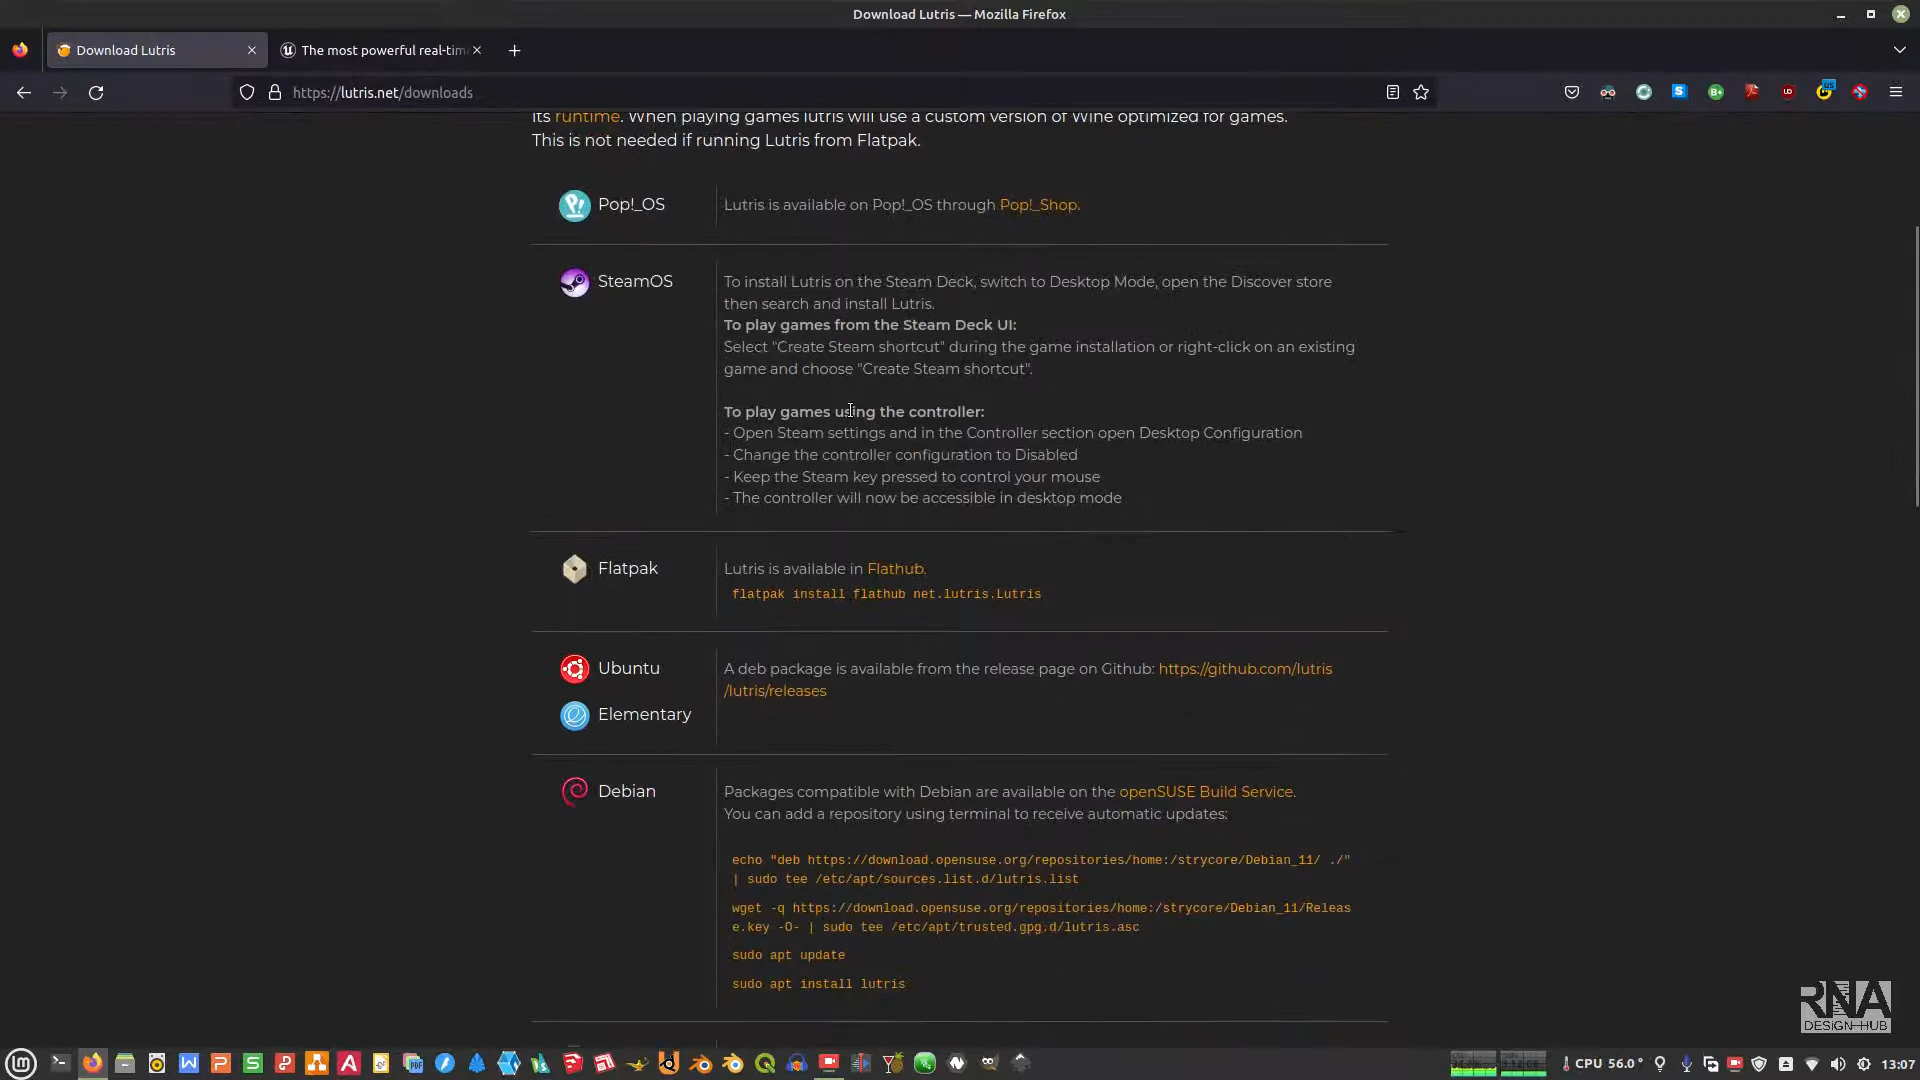 Download Lutris — Mozilla Firefox
Download Lutris
The most powerful real-tim
https://lutris.net/downloads
its runtime. When playing games lutris will use a custom version of Wine optimized for games.
This is not needed if running Lutris from Flatpak.
Pop!_OS
Lutris is available on Pop!_OS through Pop!_Shop.
SteamOS
To install Lutris on the Steam Deck, switch to Desktop Mode, open the Discover store
then search and install Lutris.
To play games from the Steam Deck UI:
Select "Create Steam shortcut" during the game installation or right-click on an existing
game and choose "Create Steam shortcut".
To play games using the controller:
- Open Steam settings and in the Controller section open Desktop Configuration
- Change the controller configuration to Disabled
- Keep the Steam key pressed to control your mouse
- The controller will now be accessible in desktop mode
Flatpak
Lutris is available in Flathub.
flatpak install flathub net.lutris.Lutris
Ubuntu
Elementary
A deb package is available from the release page on Github: https://github.com/lutris
/lutris/releases
Debian
Packages compatible with Debian are available on the openSUSE Build Service.
You can add a repository using terminal to receive automatic updates:
echo "deb https://download.opensuse.org/repositories/home:/strycore/Debian_11/ ./"
| sudo tee /etc/apt/sources.list.d/lutris.list
wget -q https://download.opensuse.org/repositories/home:/strycore/Debian_11/Releas
e.key -O- | sudo tee /etc/apt/trusted.gpg.d/lutris.asc
sudo apt update
sudo apt install lutris
RNA
DESIGN-HUB
CPU 56.0°
13:07